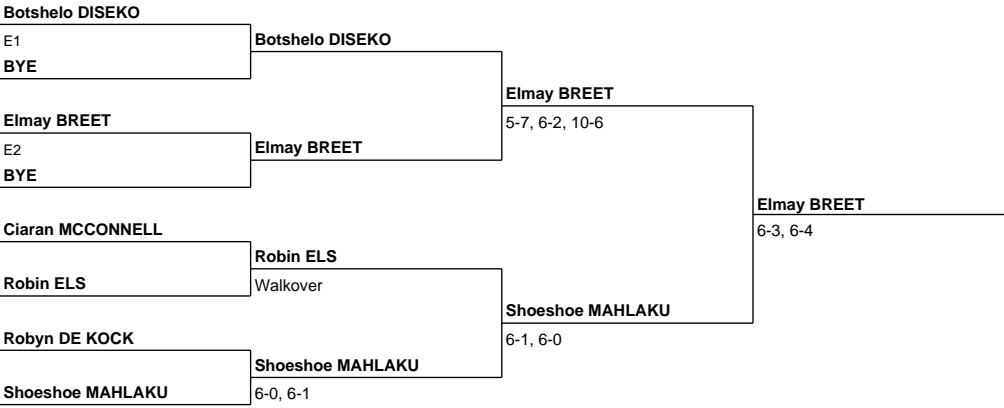 Botshelo DISEKO
E1
BYE
Elmay BREET
E2
BYE
Ciaran MCCONNELL
Robin ELS
Robyn DE KOCK
Shoeshoe MAHLAKU
Botshelo DISEKO
Elmay BREET
Robin ELS
Walkover
Shoeshoe MAHLAKU
6-0, 6-1
Elmay BREET
5-7, 6-2, 10-6
Shoeshoe MAHLAKU
6-1, 6-0
Elmay BREET
6-3, 6-4